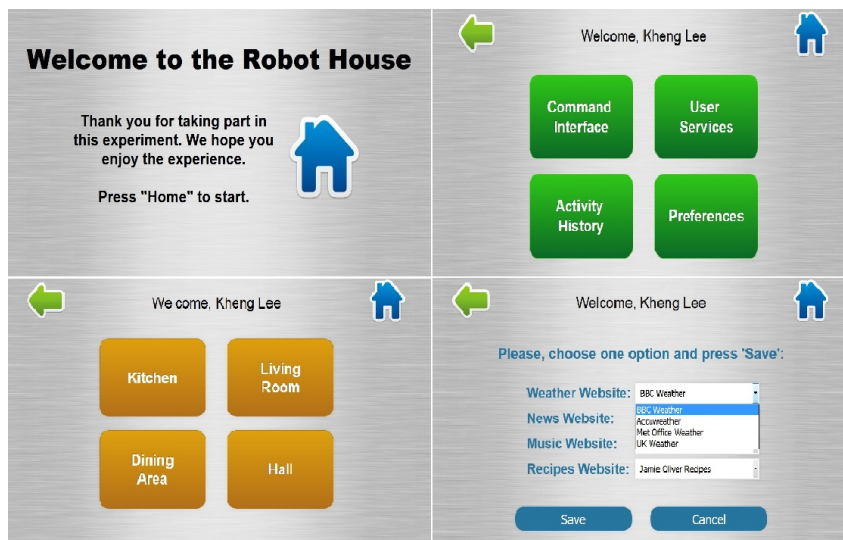 Welcome to the Robot House
Thank you for taking part in
this experiment. We hope you
enjoy the experience.
Press "Home" to start.
Welcome, Kheng Lee
Command
Interface
User
Services
Activity
History
Preferences
We come, Kheng Lee
Kitchen
Living
Room
Dining
Area
Hall
Welcome, Kheng Lee
Please, choose one option and press 'Save':
Weather Website: BBC Weather
BBC Weather
News Website: Accuweather
Met Office Weather
Music Website: UK Weather
Recipes Website: Jamie Oliver Recipes
Save Cancel